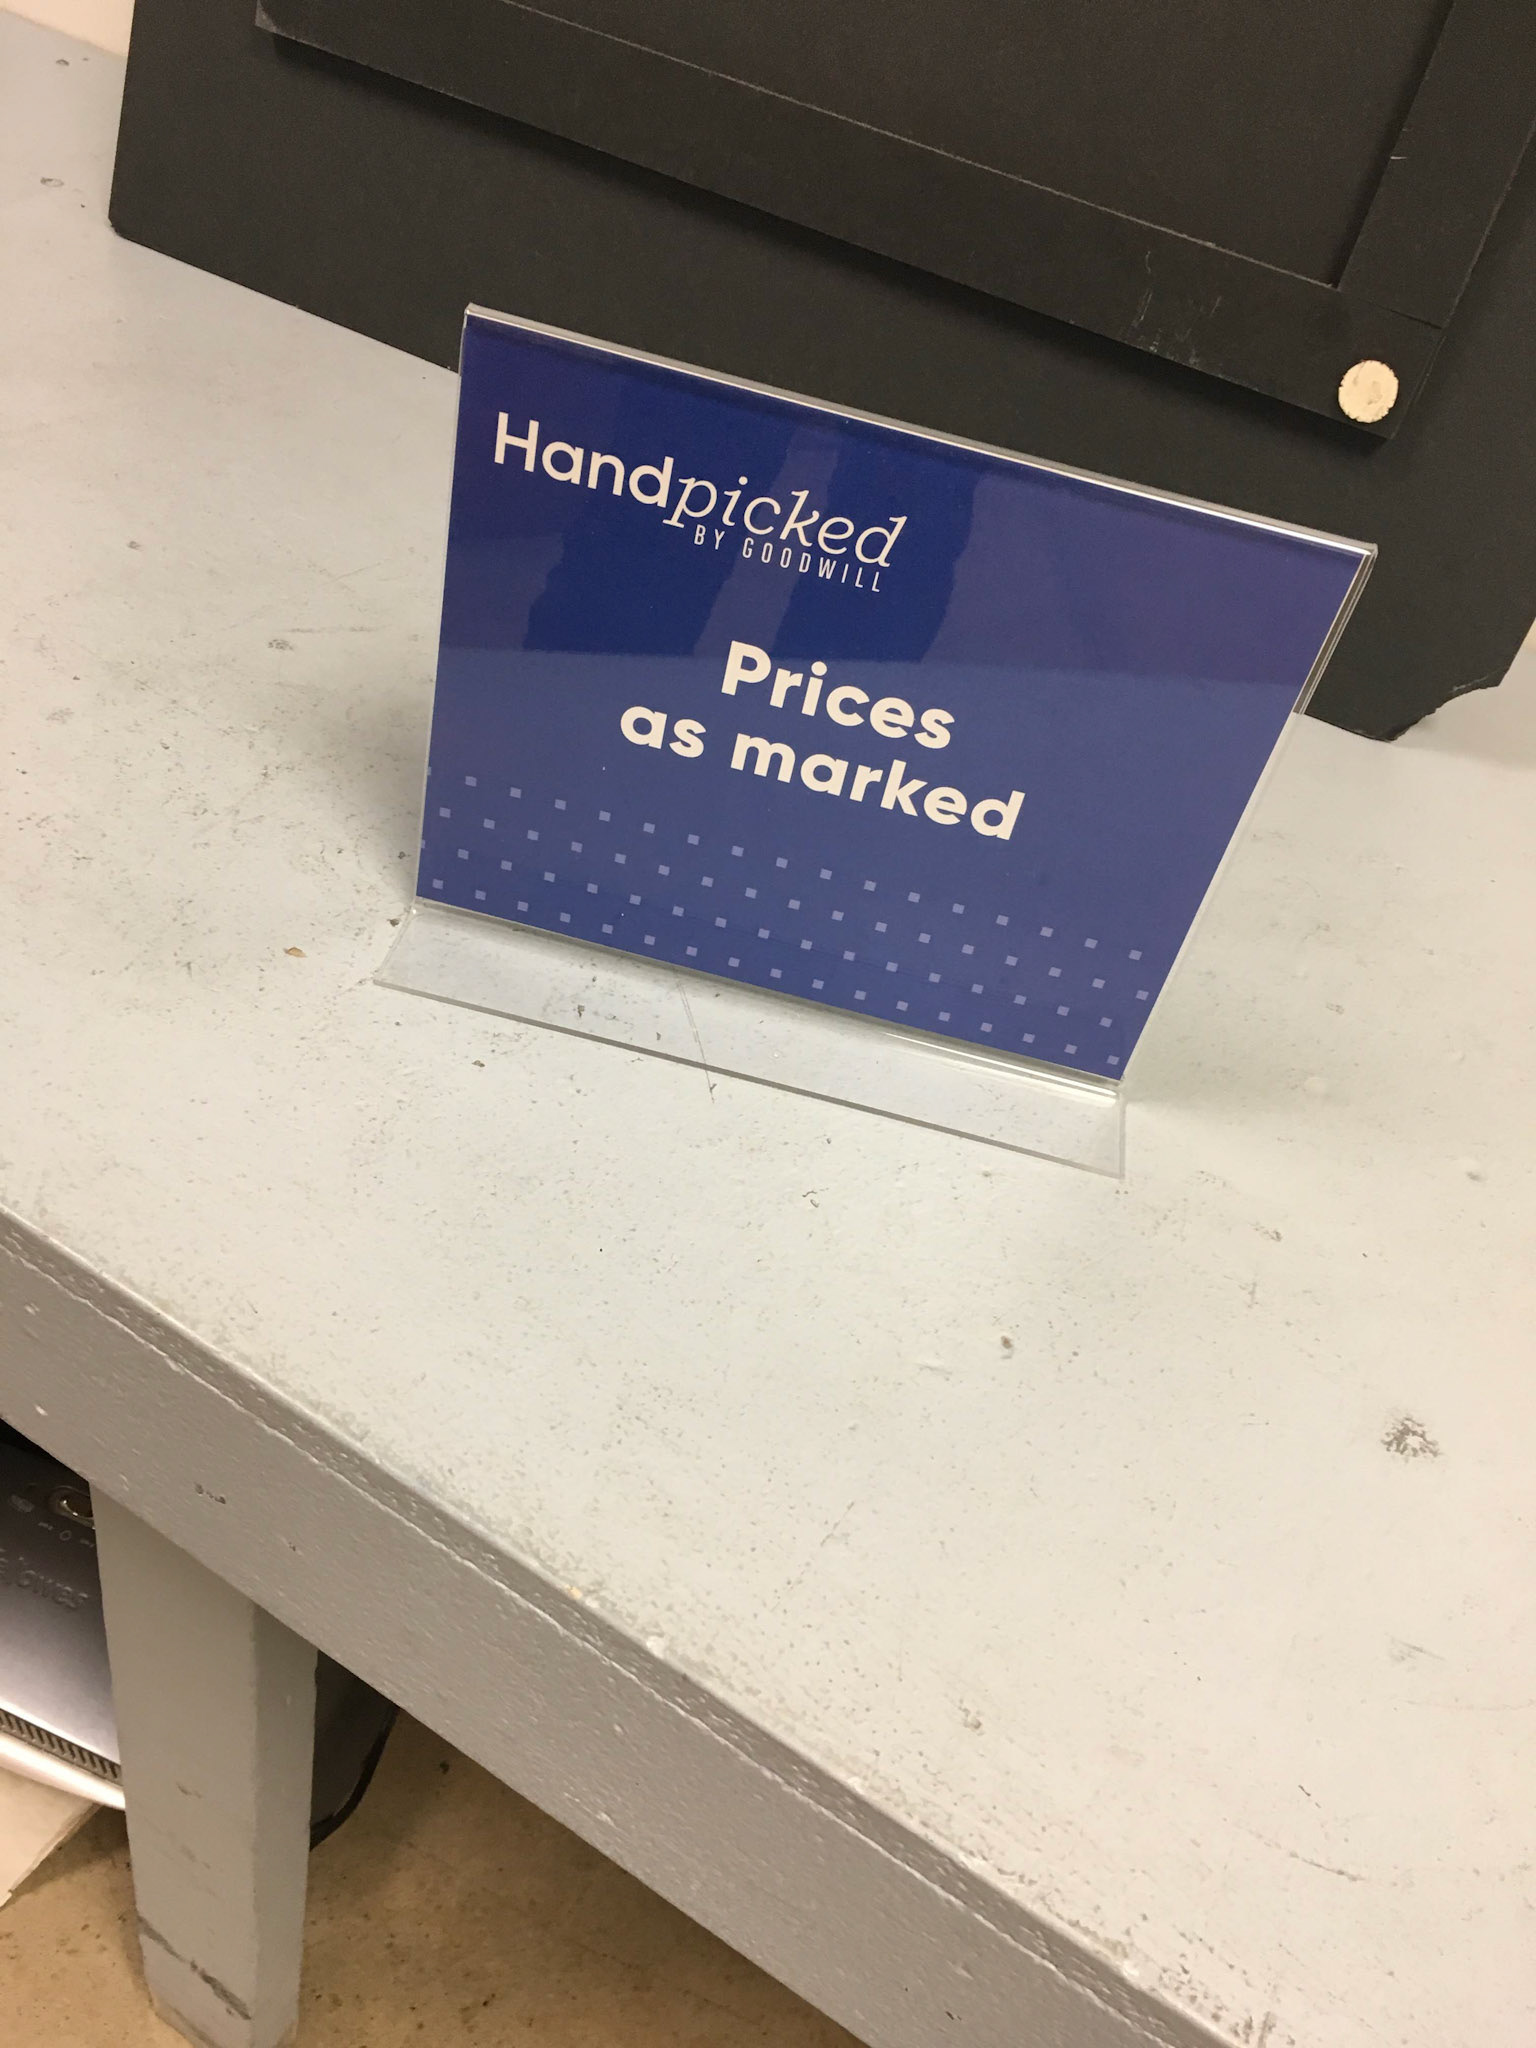 Handpicked
BY GOODWILL
Prices
as marked